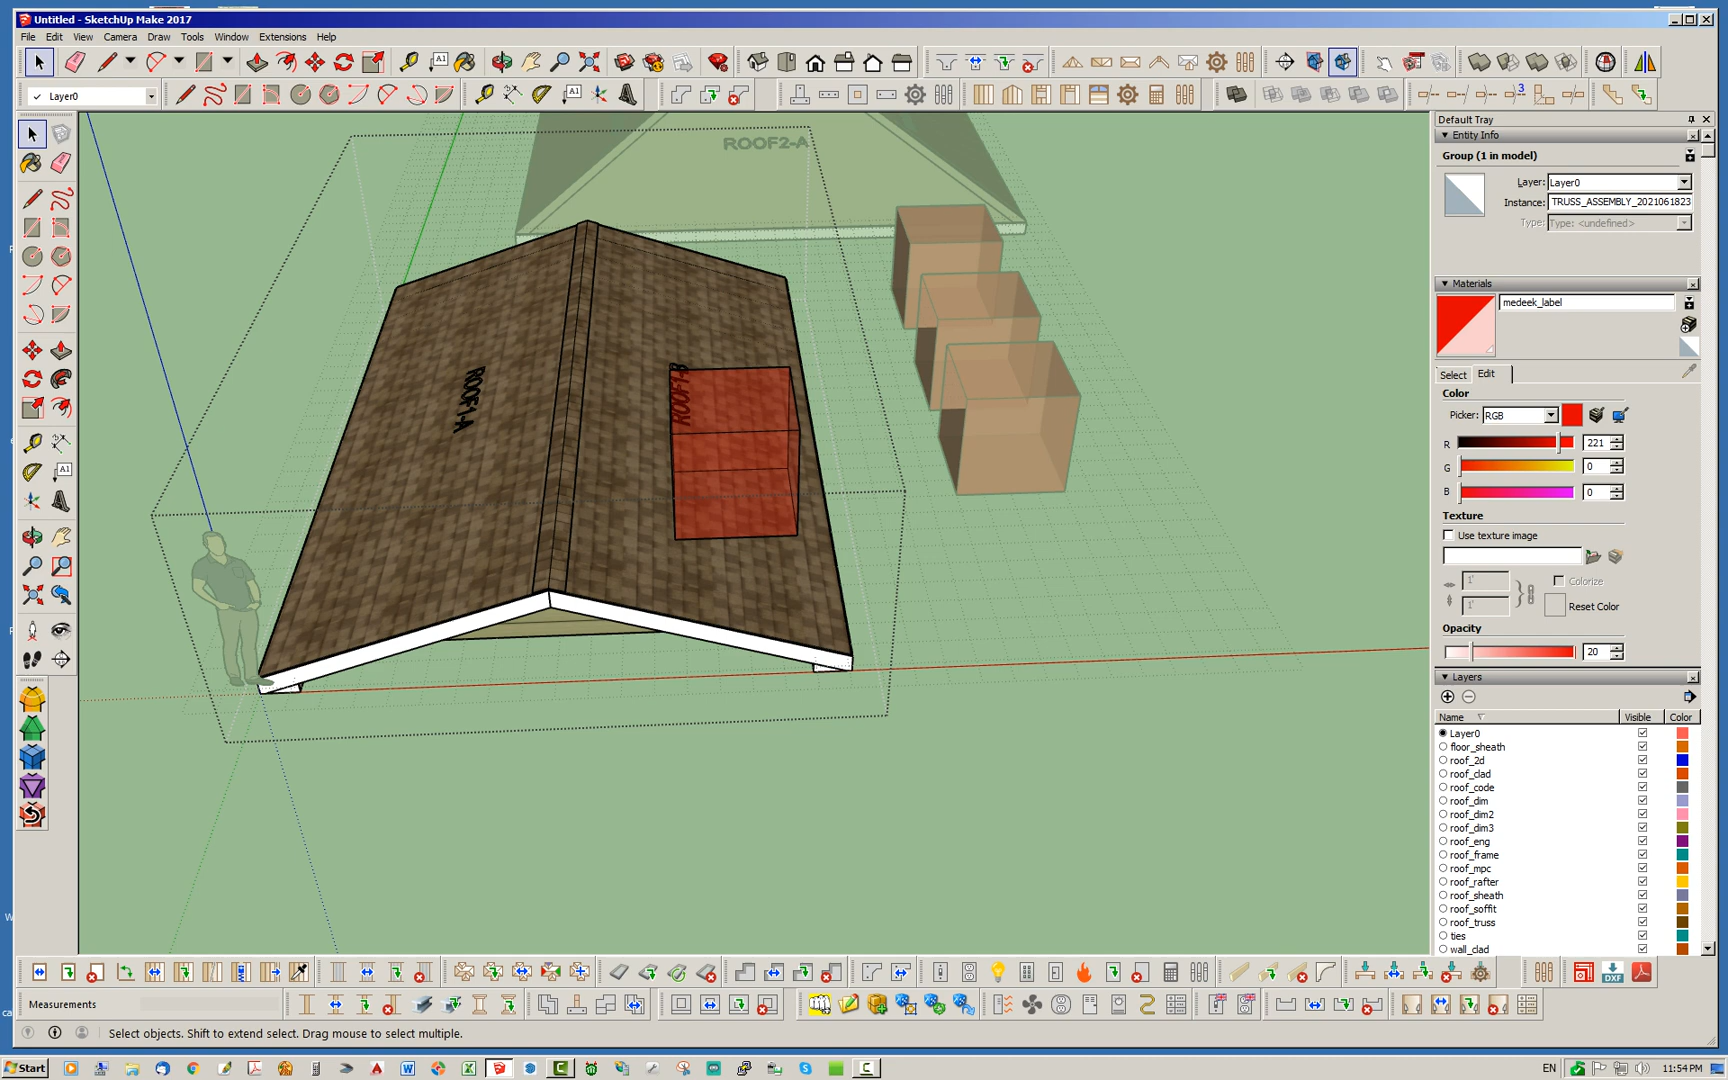 Untitled - SketchUp Make 2017
File Edit View Camera Draw Tools Window Extensions Help
Layer0
3
ROOF2-A
ROOF1-A
ROOF1-B
Default Tray
Entity Info
Group (1 in model)
Layer: Layer0
Instance: TRUSS_ASSEMBLY_2021061823
Type: Type: <undefined>
Materials
medeek_label
Select Edit
Color
Picker: RGB
R 221
G 0
B 0
Texture
Use texture image
1'
Colorize
1'
Reset Color
Opacity
20
Layers
Name Visible Color
Layer0
floor_sheath
roof_2d
roof_clad
roof_code
roof_dim
roof_dim2
roof_dim3
roof_eng
roof_frame
roof_mpc
roof_rafter
roof_sheath
roof_soffit
roof_truss
ties
wall_clad
DXF
Measurements
Select objects. Shift to extend select. Drag mouse to select multiple.
Start
EN 11:54 PM